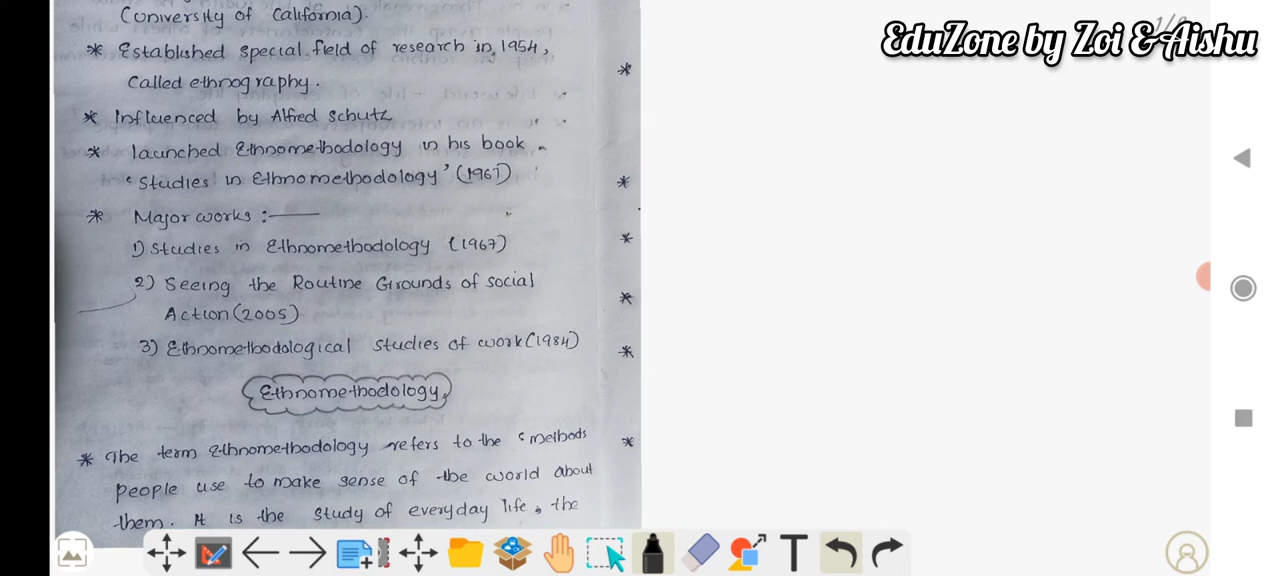 EduZone by Zoi & Aishu
(University of California).
* Established special field of research in 1954,
Called ethnography.
* Influenced by Alfred Schutz
* launched Ethnomethodology in his book
'Studies in Ethnomethodology' (1967)
* Major works :-
1) Studies in Ethnomethodology (1967)
2) Seeing the Routine Grounds of social
Action (2005)
3) Ethnomethodological studies of work (1984)
Ethnomethodology
* The term Ethnomethodology refers to the 'methods
people use to make sense of the world about
them. It is the study of everyday life, the
T